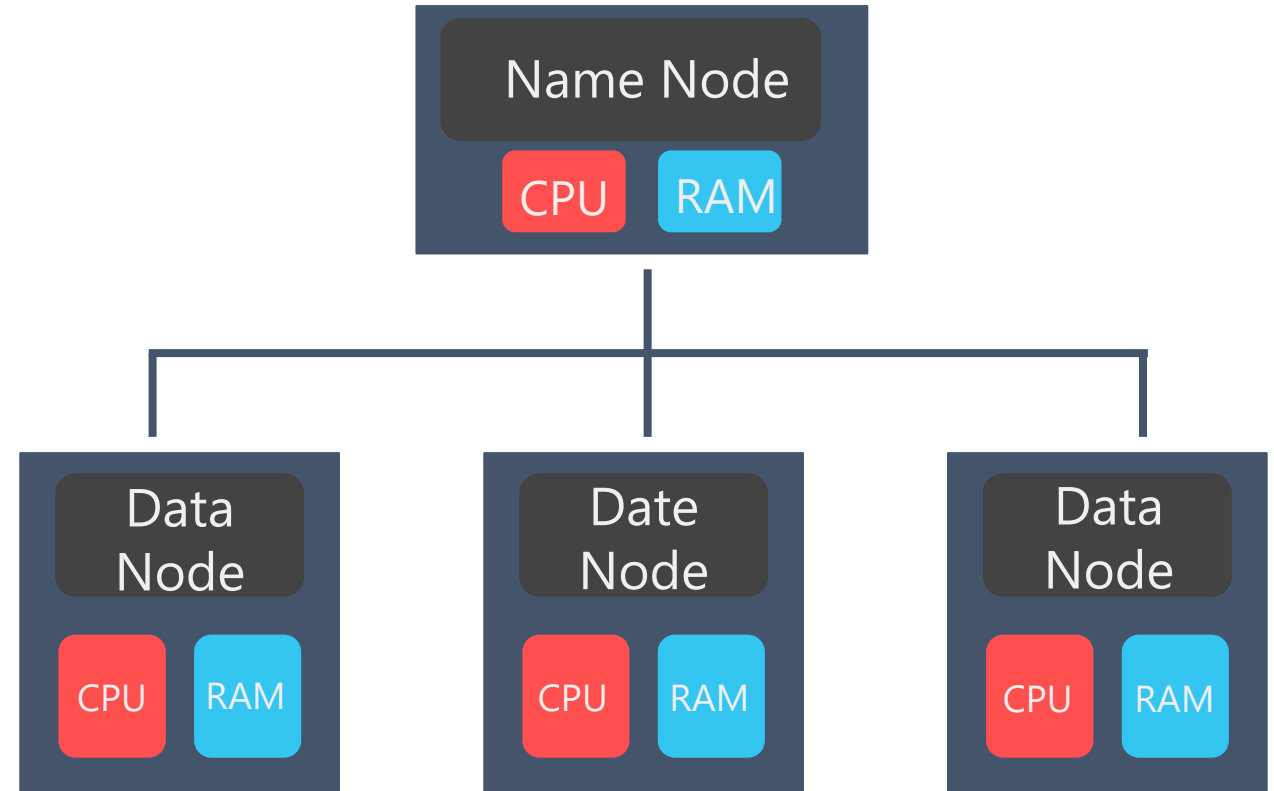 Name Node
CPU RAM
Data
Node
CPU RAM
Date
Node
CPU RAM
Data
Node
CPU RAM